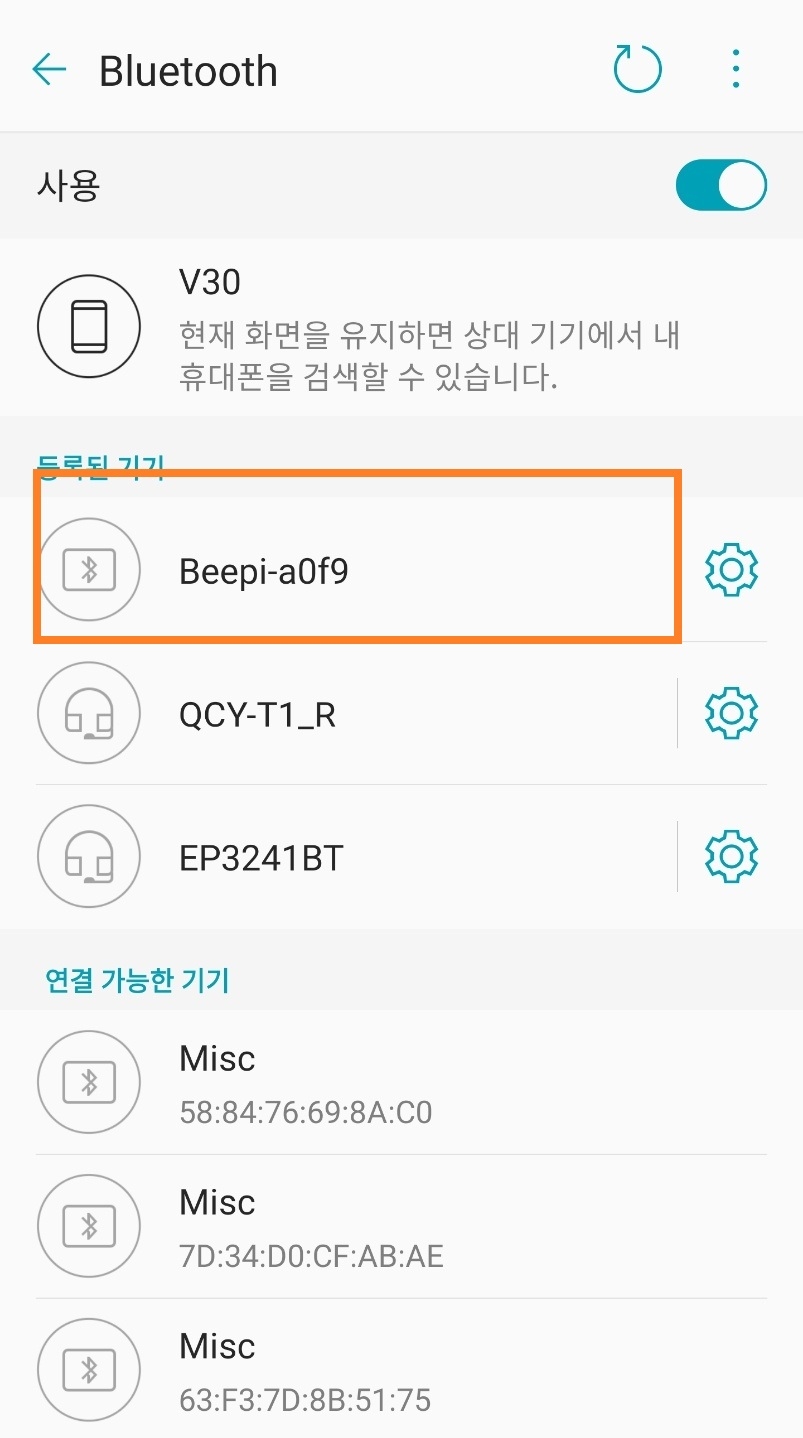 Bluetooth
사용
V30
현재 화면을 유지하면 상대 기기에서 내
휴대폰을 검색할 수 있습니다.
등록된 기기
Beepi-a0f9
QCY-T1_R
EP3241BT
연결 가능한 기기
Misc
58:84:76:69:8A:C0
Misc
7D:34:D0:CF:AB:AE
Misc
63:F3:7D:8B:51:75